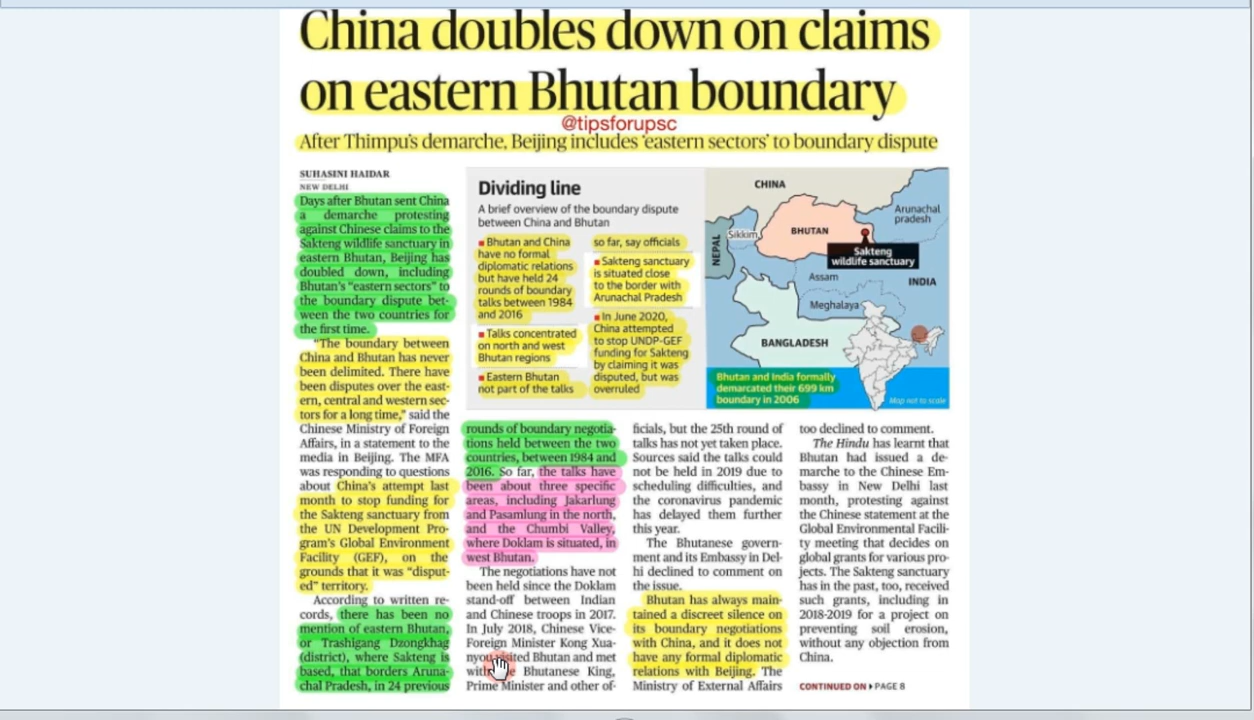 China doubles down on claims
on eastern Bhutan boundary
@tipsforupsc
After Thimpu's demarche, Beijing includes 'eastern sectors' to boundary dispute
SUHASINI HAIDAR
NEW DELHI
Days after Bhutan sent China
a demarche protesting
against Chinese claims to the
Sakteng wildlife sanctuary in
eastern Bhutan, Beijing has
doubled down, including
Bhutan's "eastern sectors" to
the boundary dispute bet-
ween the two countries for
the first time.
"The boundary between
China and Bhutan has never
been delimited. There have
been disputes over the east-
ern, central and western sec-
tors for a long time," said the
Chinese Ministry of Foreign
Affairs, in a statement to the
media in Beijing. The MFA
was responding to questions
about China's attempt last
month to stop funding for
the Sakteng sanctuary from
the UN Development Pro-
gram's Global Environment
Facility (GEF), on the
grounds that it was "disput-
ed" territory.
According to written re-
cords, there has been no
mention of eastern Bhutan,
or Trashigang Dzongkhag
(district), where Sakteng is
based, that borders Aruna-
chal Pradesh, in 24 previous
Dividing line
A brief overview of the boundary dispute
between China and Bhutan
■ Bhutan and China
have no formal
diplomatic relations
but have held 24
rounds of boundary
talks between 1984
and 2016
■ Talks concentrated
on north and west
Bhutan regions
■ Eastern Bhutan
not part of the talks
so far, say officials
■ Sakteng sanctuary
is situated close
to the border with
Arunachal Pradesh
■ In June 2020,
China attempted
to stop UNDP-GEF
funding for Sakteng
by claiming it was
disputed, but was
overruled
CHINA
Arunachal
pradesh
NEPAL
Sikkim
BHUTAN
Sakteng
wildlife sanctuary
Assam
INDIA
Meghalaya
BANGLADESH
Bhutan and India formally
demarcated their 699 km
boundary in 2006
Map not to scale
rounds of boundary negotia-
tions held between the two
countries, between 1984 and
2016. So far, the talks have
been about three specific
areas, including Jakarlung
and Pasamlung in the north,
and the Chumbi Valley,
where Doklam is situated, in
west Bhutan.
The negotiations have not
been held since the Doklam
stand-off between Indian
and Chinese troops in 2017.
In July 2018, Chinese Vice-
Foreign Minister Kong Xua-
visited Bhutan and met
Bhutanese King,
Prime Minister and other of-
ficials, but the 25th round of
talks has not yet taken place.
Sources said the talks could
not be held in 2019 due to
scheduling difficulties, and
the coronavirus pandemic
has delayed them further
this year.
The Bhutanese govern-
ment and its Embassy in Del-
hi declined to comment on
the issue.
Bhutan has always main-
tained a discreet silence on
its boundary negotiations
with China, and it does not
have any formal diplomatic
relations with Beijing. The
Ministry of External Affairs
too declined to comment.
The Hindu has learnt that
Bhutan had issued a de-
marche to the Chinese Em-
bassy in New Delhi last
month, protesting against
the Chinese statement at the
Global Environmental Facili-
ty meeting that decides on
global grants for various pro-
jects. The Sakteng sanctuary
has in the past, too, received
such grants, including in
2018-2019 for a project on
preventing soil erosion,
without any objection from
China.
CONTINUED ON ▶ PAGE 8